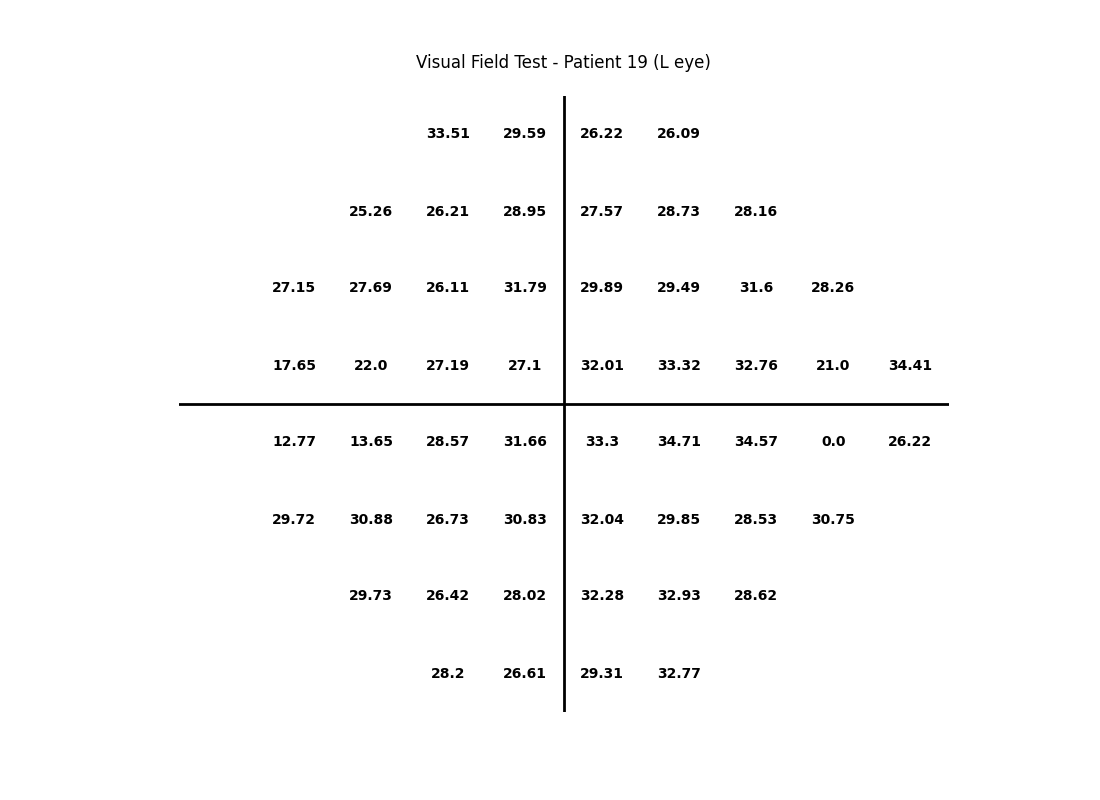 Visual Field Test - Patient 19 (L eye)
33.51 29.59 26.22 26.09
25.26 26.21 28.95 27.57 28.73 28.16
27.15 27.69 26.11 31.79 29.89 29.49 31.6 28.26
17.65 22.0 27.19 27.1 32.01 33.32 32.76 21.0 34.41
12.77 13.65 28.57 31.66 33.3 34.71 34.57 0.0 26.22
29.72 30.88 26.73 30.83 32.04 29.85 28.53 30.75
29.73 26.42 28.02 32.28 32.93 28.62
28.2 26.61 29.31 32.77